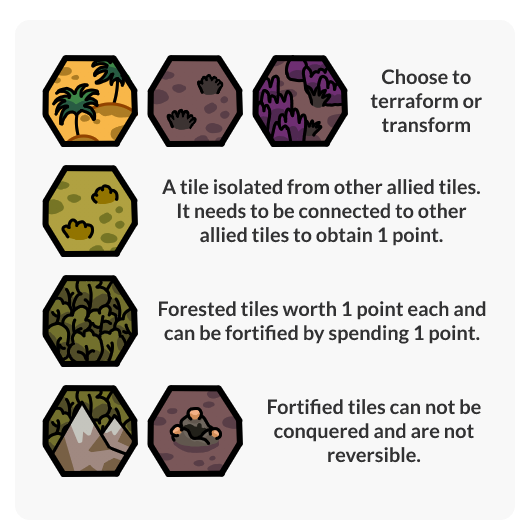 Choose to
terraform or
transform
A tile isolated from other allied tiles.
It needs to be connected to other
allied tiles to obtain 1 point.
Forested tiles worth 1 point each and
can be fortified by spending 1 point.
Fortified tiles can not be
conquered and are not
reversible.